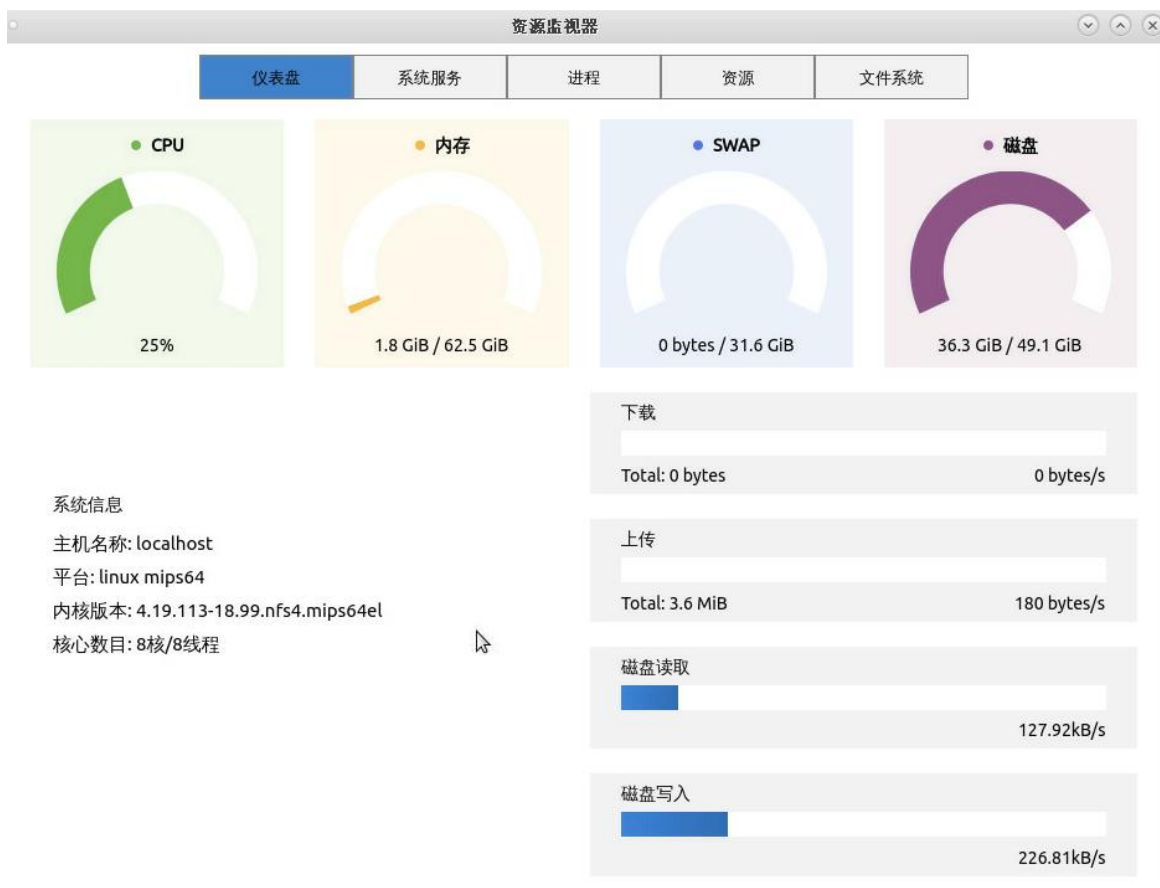 资源监视器
仪表盘
系统服务
进程
资源
文件系统
CPU
内存
SWAP
磁盘
25%
1.8 GiB / 62.5 GiB
0 bytes / 31.6 GiB
36.3 GiB / 49.1 GiB
系统信息
主机名称: localhost
平台: linux mips64
内核版本: 4.19.113-18.99.nfs4.mips64el
核心数目: 8核/8线程
下载
Total: 0 bytes
0 bytes/s
上传
Total: 3.6 MiB
180 bytes/s
磁盘读取
127.92kB/s
磁盘写入
226.81kB/s